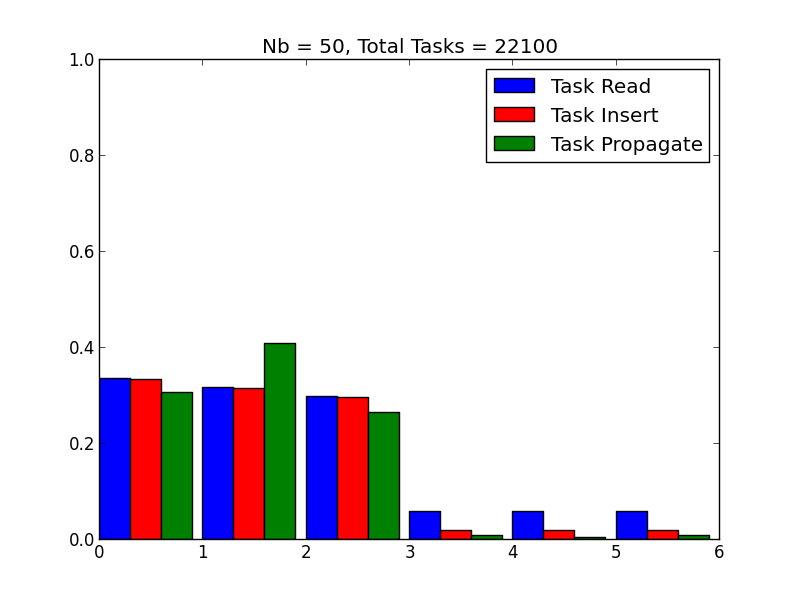 Nb = 50, Total Tasks = 22100
1.0
0.8
0.6
0.4
0.2
0.0
Task Read
Task Insert
Task Propagate
0 1 2 3 4 5 6